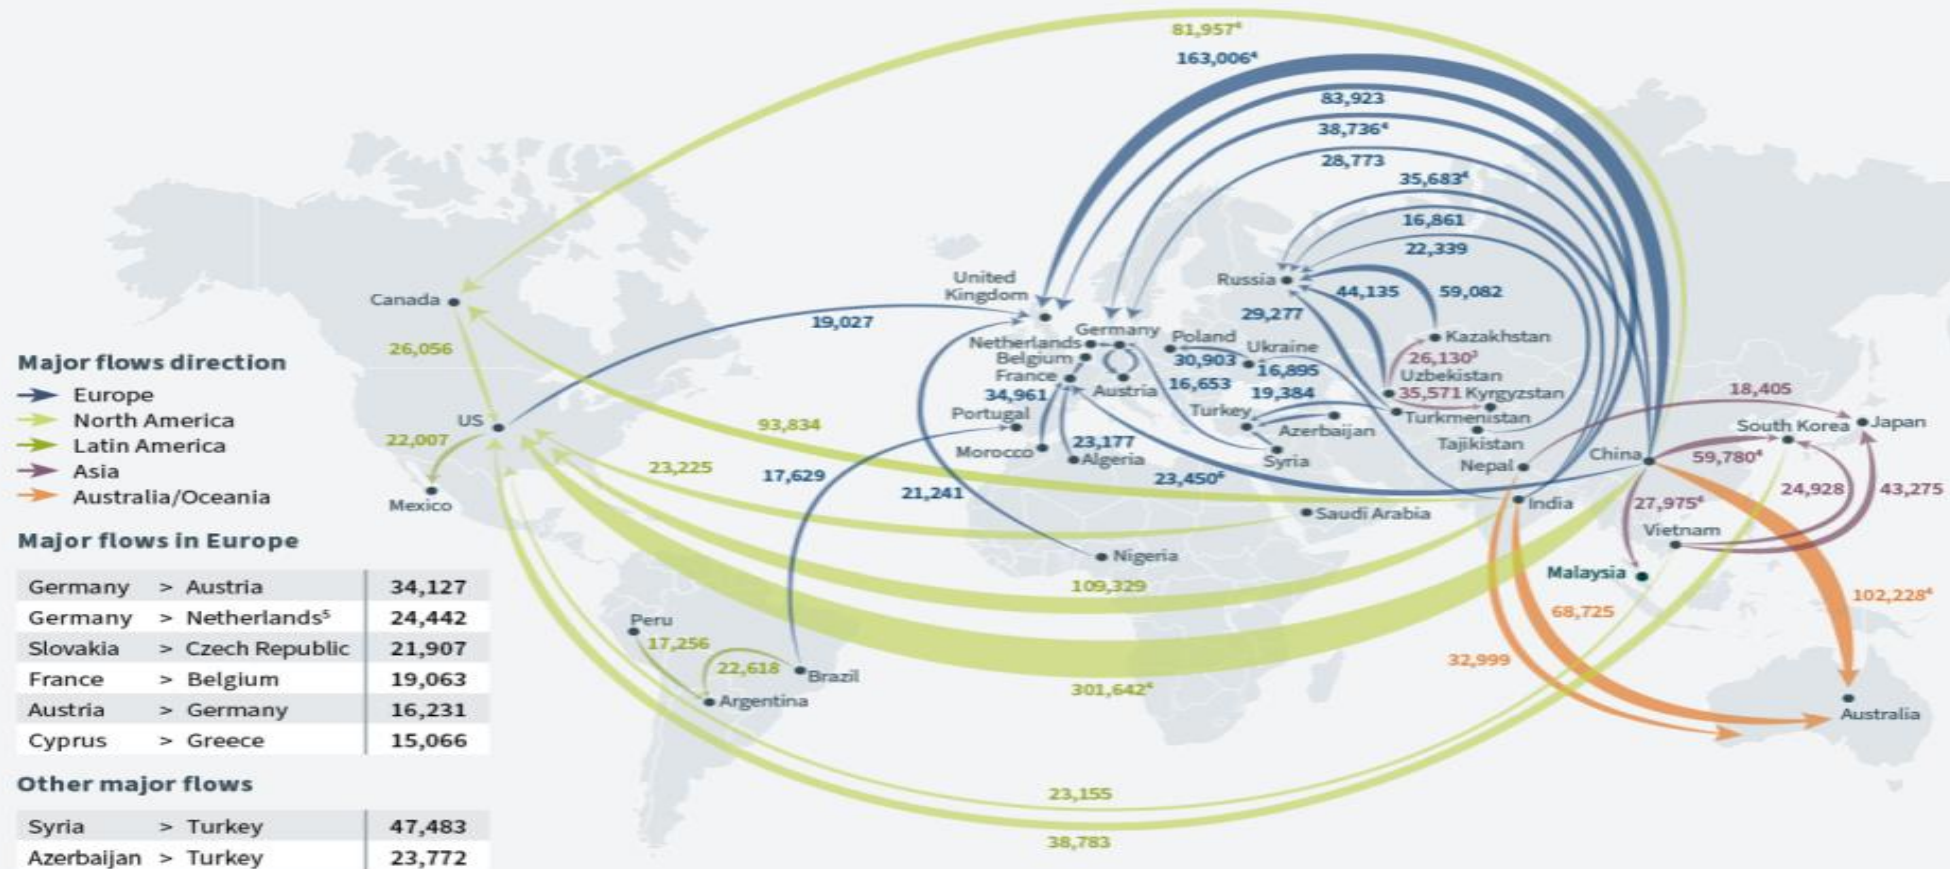 81,957⁴
163,006⁴
83,923
38,736⁴
28,773
35,683⁴
16,861
22,339
United
Kingdom
Russia
44,135
59,082
Canada
19,027
29,277
Germany
Netherlands
Poland
Ukraine
Kazakhstan
26,056
Belgium
30,903
16,895
26,130³
France
Austria
16,653
Uzbekistan
34,961
19,384
35,571
Kyrgyzstan
18,405
Portugal
Turkey
Turkmenistan
US
93,834
Azerbaijan
South Korea
Japan
22,007
Morocco
23,177
Algeria
Syria
Tajikistan
Nepal
China
59,780⁴
23,225
17,629
21,241
23,450⁶
24,928
43,275
Mexico
Saudi Arabia
India
27,975⁴
Vietnam
Nigeria
Malaysia
109,329
68,725
102,228⁴
Peru
17,256
22,618
Brazil
32,999
301,642⁴
Argentina
Australia
23,155
38,783
Major flows direction
Europe
North America
Latin America
Asia
Australia/Oceania
Major flows in Europe
Germany > Austria 34,127
Germany > Netherlands⁵ 24,442
Slovakia > Czech Republic 21,907
France > Belgium 19,063
Austria > Germany 16,231
Cyprus > Greece 15,066
Other major flows
Syria > Turkey 47,483
Azerbaijan > Turkey 23,772